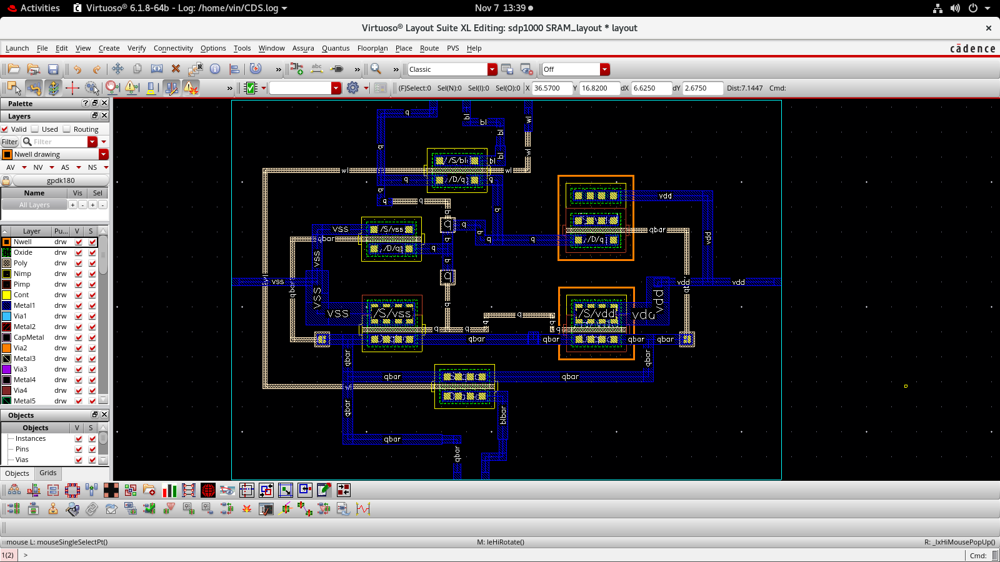 Activities
Virtuoso® 6.1.8-64b - Log: /home/vin/CDS.log
Nov 7 13:39
Virtuoso® Layout Suite XL Editing: sdp1000 SRAM_layout * layout
Launch File Edit View Create Verify Connectivity Options Tools Window Assura Quantus Floorplan Place Route PVS Help
cādence
» » » Classic Off
» (F)Select:0 Sel(N):0 Sel(I):0 Sel(O):0 X 36.5700 Y 16.8200 dX 6.6250 dY 2.6750 Dist:7.1447 Cmd:
Palette
Layers
Valid Used Routing
Filter Filter
Nwell drawing
AV NV AS NS
gpdk180
Name Vis Sel
All Layers + - + -
Layer Pu... V S
Nwell drw
Oxide drw
Poly drw
Nimp drw
Pimp drw
Cont drw
Metal1 drw
Via1 drw
Metal2 drw
CapMetal drw
Via2 drw
Metal3 drw
Via3 drw
Metal4 drw
Via4 drw
Metal5 drw
Objects
Objects V S
Instances
Pins
Vias
Objects Grids
q bl wl
bl
bl
q wl
bl
/S/bl bl
wl wl
q /D/q q
q
vdd
q q
q q
q q
vss /S/vss
q
qbar
qbar
q q
/D/q
vdd
/D/q q
vss
q
q
wl vss
qbar
vdd vdd
qbar
vss
vdd
vss /S/vss
q
q
/S/vdd
q q q
qbar qbar qbar qbar
qbar qbar
qbar qbar
wl
qbar
blbar
qbar
qbar
mouse L: mouseSingleSelectPt()
M: leHiRotate()
R: _lxHiMousePopUp()
1(2) >
Cmd: